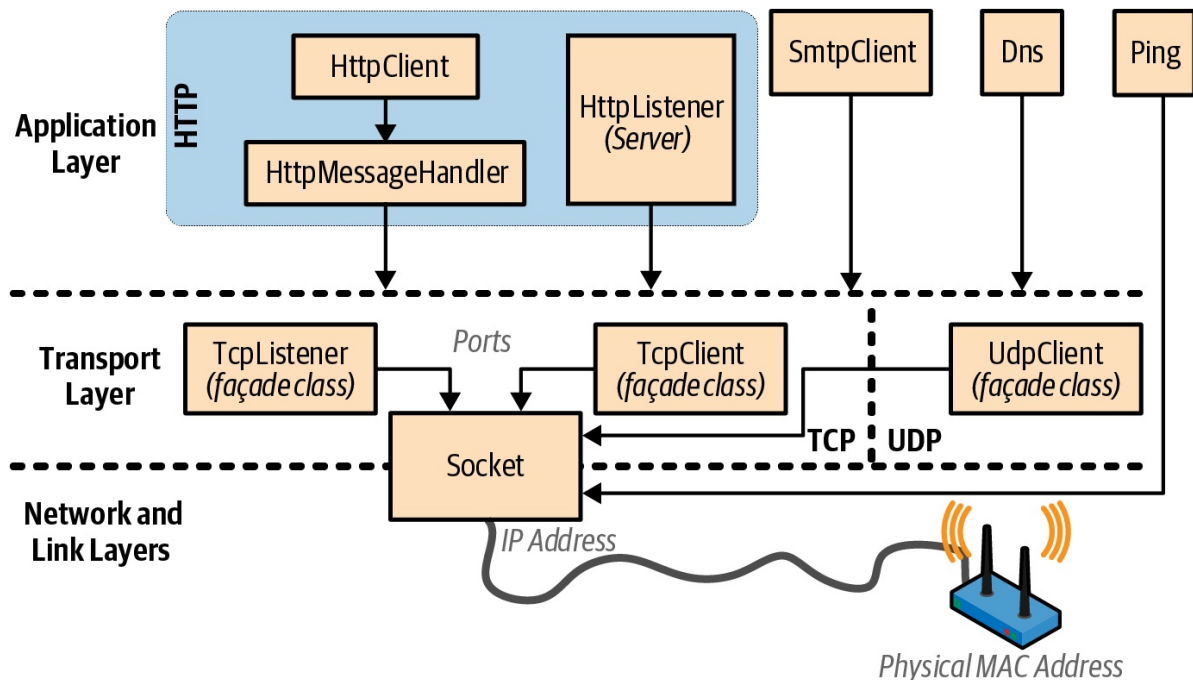 Application
Layer
HTTP
HttpClient
HttpMessageHandler
HttpListener
(Server)
SmtpClient
Dns
Ping
Transport
Layer
TcpListener
(façade class)
Ports
TcpClient
(façade class)
UdpClient
(façade class)
TCP
UDP
Socket
Network and
Link Layers
IP Address
Physical MAC Address